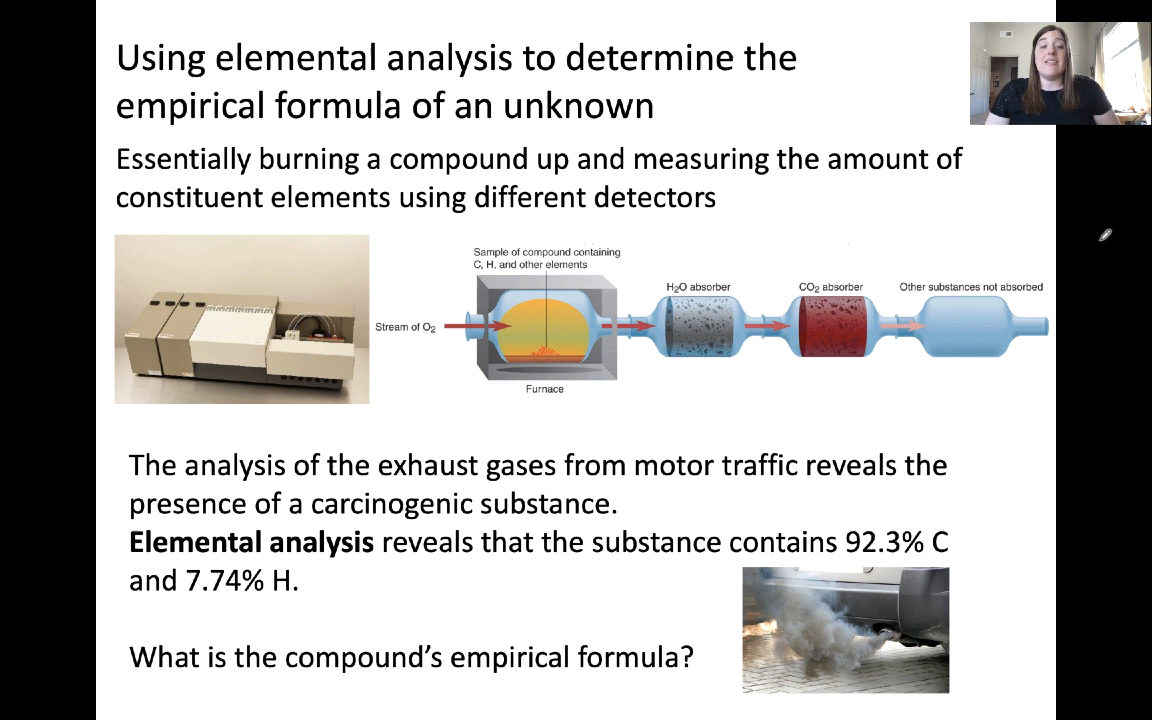 Using elemental analysis to determine the
empirical formula of an unknown
Essentially burning a compound up and measuring the amount of
constituent elements using different detectors
Sample of compound containing
C, H, and other elements
H₂O absorber
CO₂ absorber
Other substances not absorbed
Stream of O₂
Furnace
The analysis of the exhaust gases from motor traffic reveals the
presence of a carcinogenic substance.
Elemental analysis reveals that the substance contains 92.3% C
and 7.74% H.
What is the compound’s empirical formula?